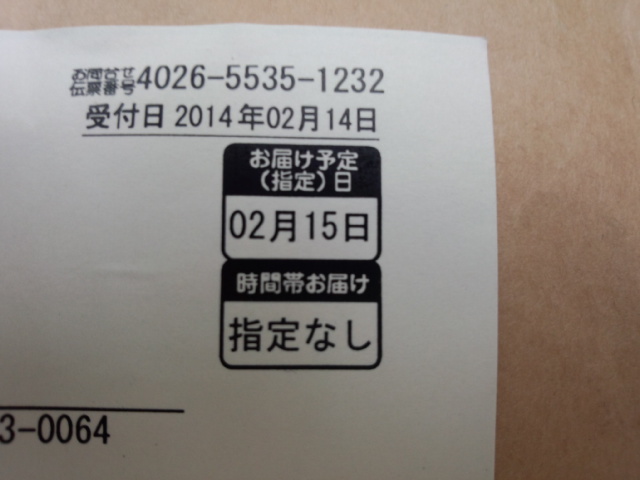 お問合せ
伝票番号 4026-5535-1232
受付日 2014年02月14日
お届け予定
(指定)日
02月15日
時間帯お届け
指定なし
3-0064